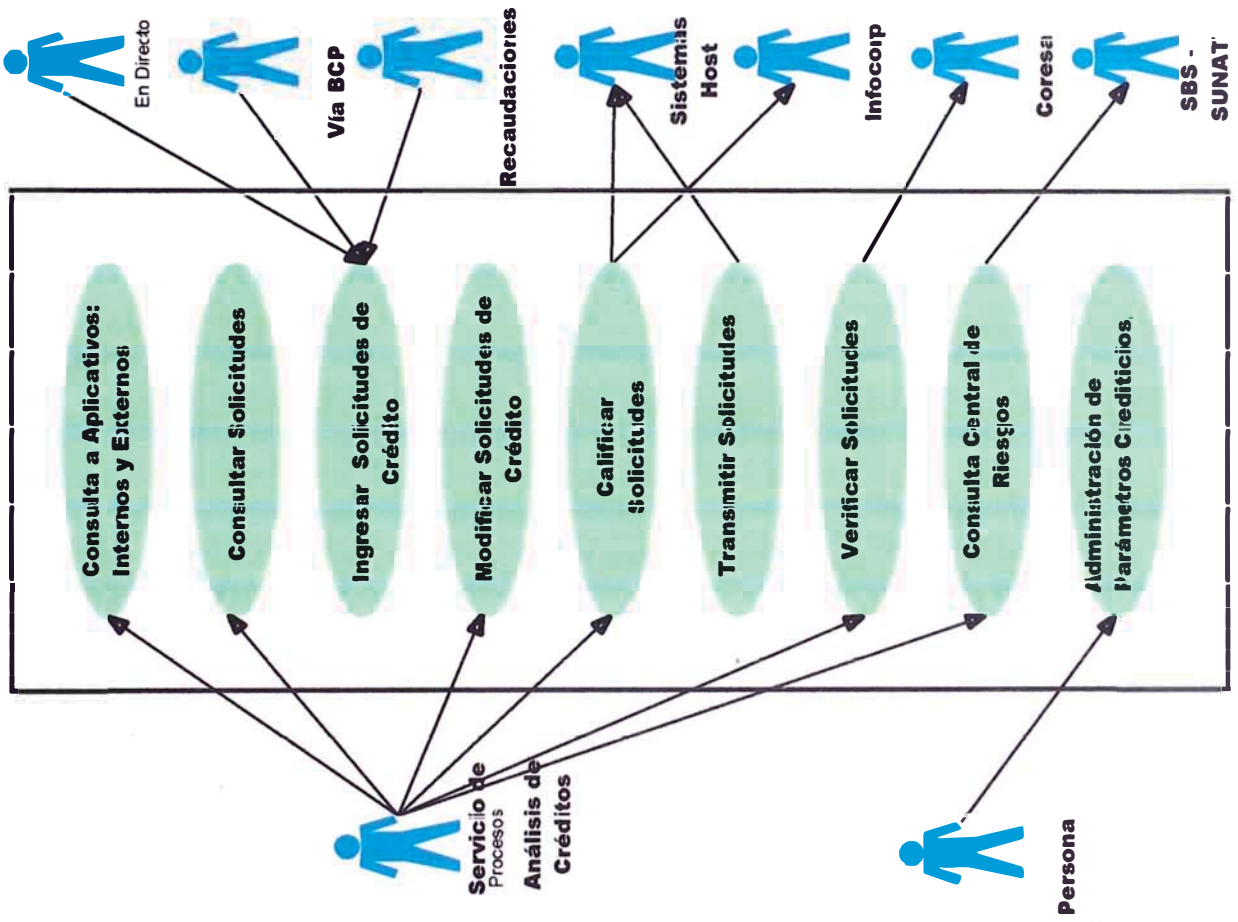 En Directo
Vía BCP
Recaudaciones
Sistemas
Host
Infocorp
Coresa
SBS -
SUNAT
Consulta a Aplicativos:
Internos y Externos
Consultar Solicitudes
Ingresar Solicitudes de
Crédito
Modificar Solicitudes de
Crédito
Calificar
Solicitudes
Transmitir Solicitudes
Verificar Solicitudes
Consulta Central de
Riesgos
Administración de
Parámetros Crediticios
Servicio de
Procesos
Análisis de
Créditos
Persona